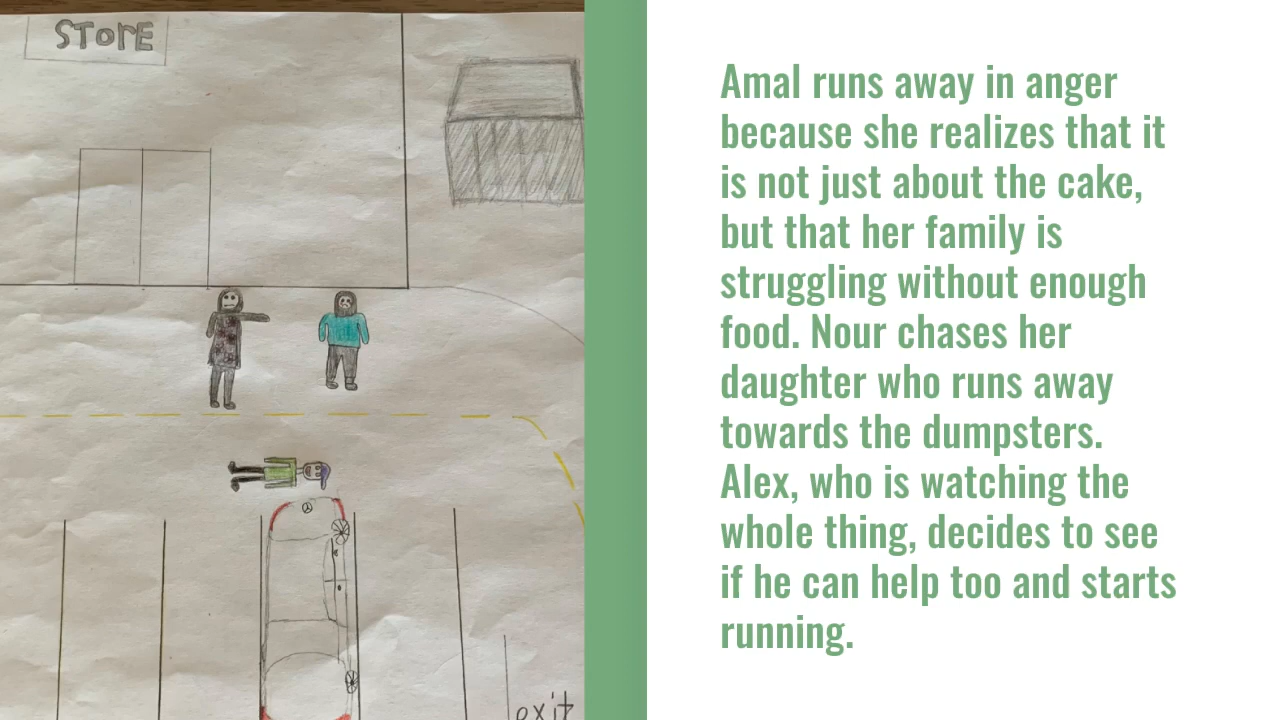 STorE
exit
Amal runs away in anger
because she realizes that it
is not just about the cake,
but that her family is
struggling without enough
food. Nour chases her
daughter who runs away
towards the dumpsters.
Alex, who is watching the
whole thing, decides to see
if he can help too and starts
running.